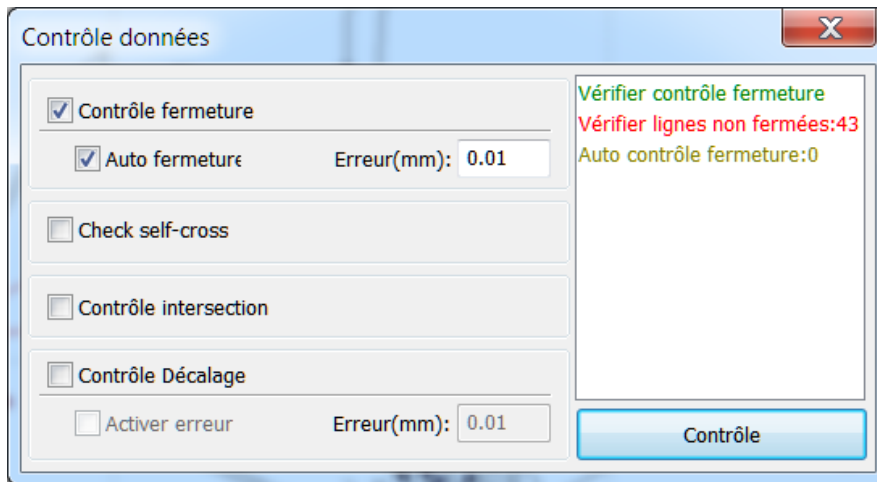 Contrôle données
Contrôle fermeture
Auto fermeture
Erreur(mm): 0.01
Check self-cross
Contrôle intersection
Contrôle Décalage
Activer erreur
Erreur(mm): 0.01
Vérifier contrôle fermeture
Vérifier lignes non fermées:43
Auto contrôle fermeture:0
Contrôle